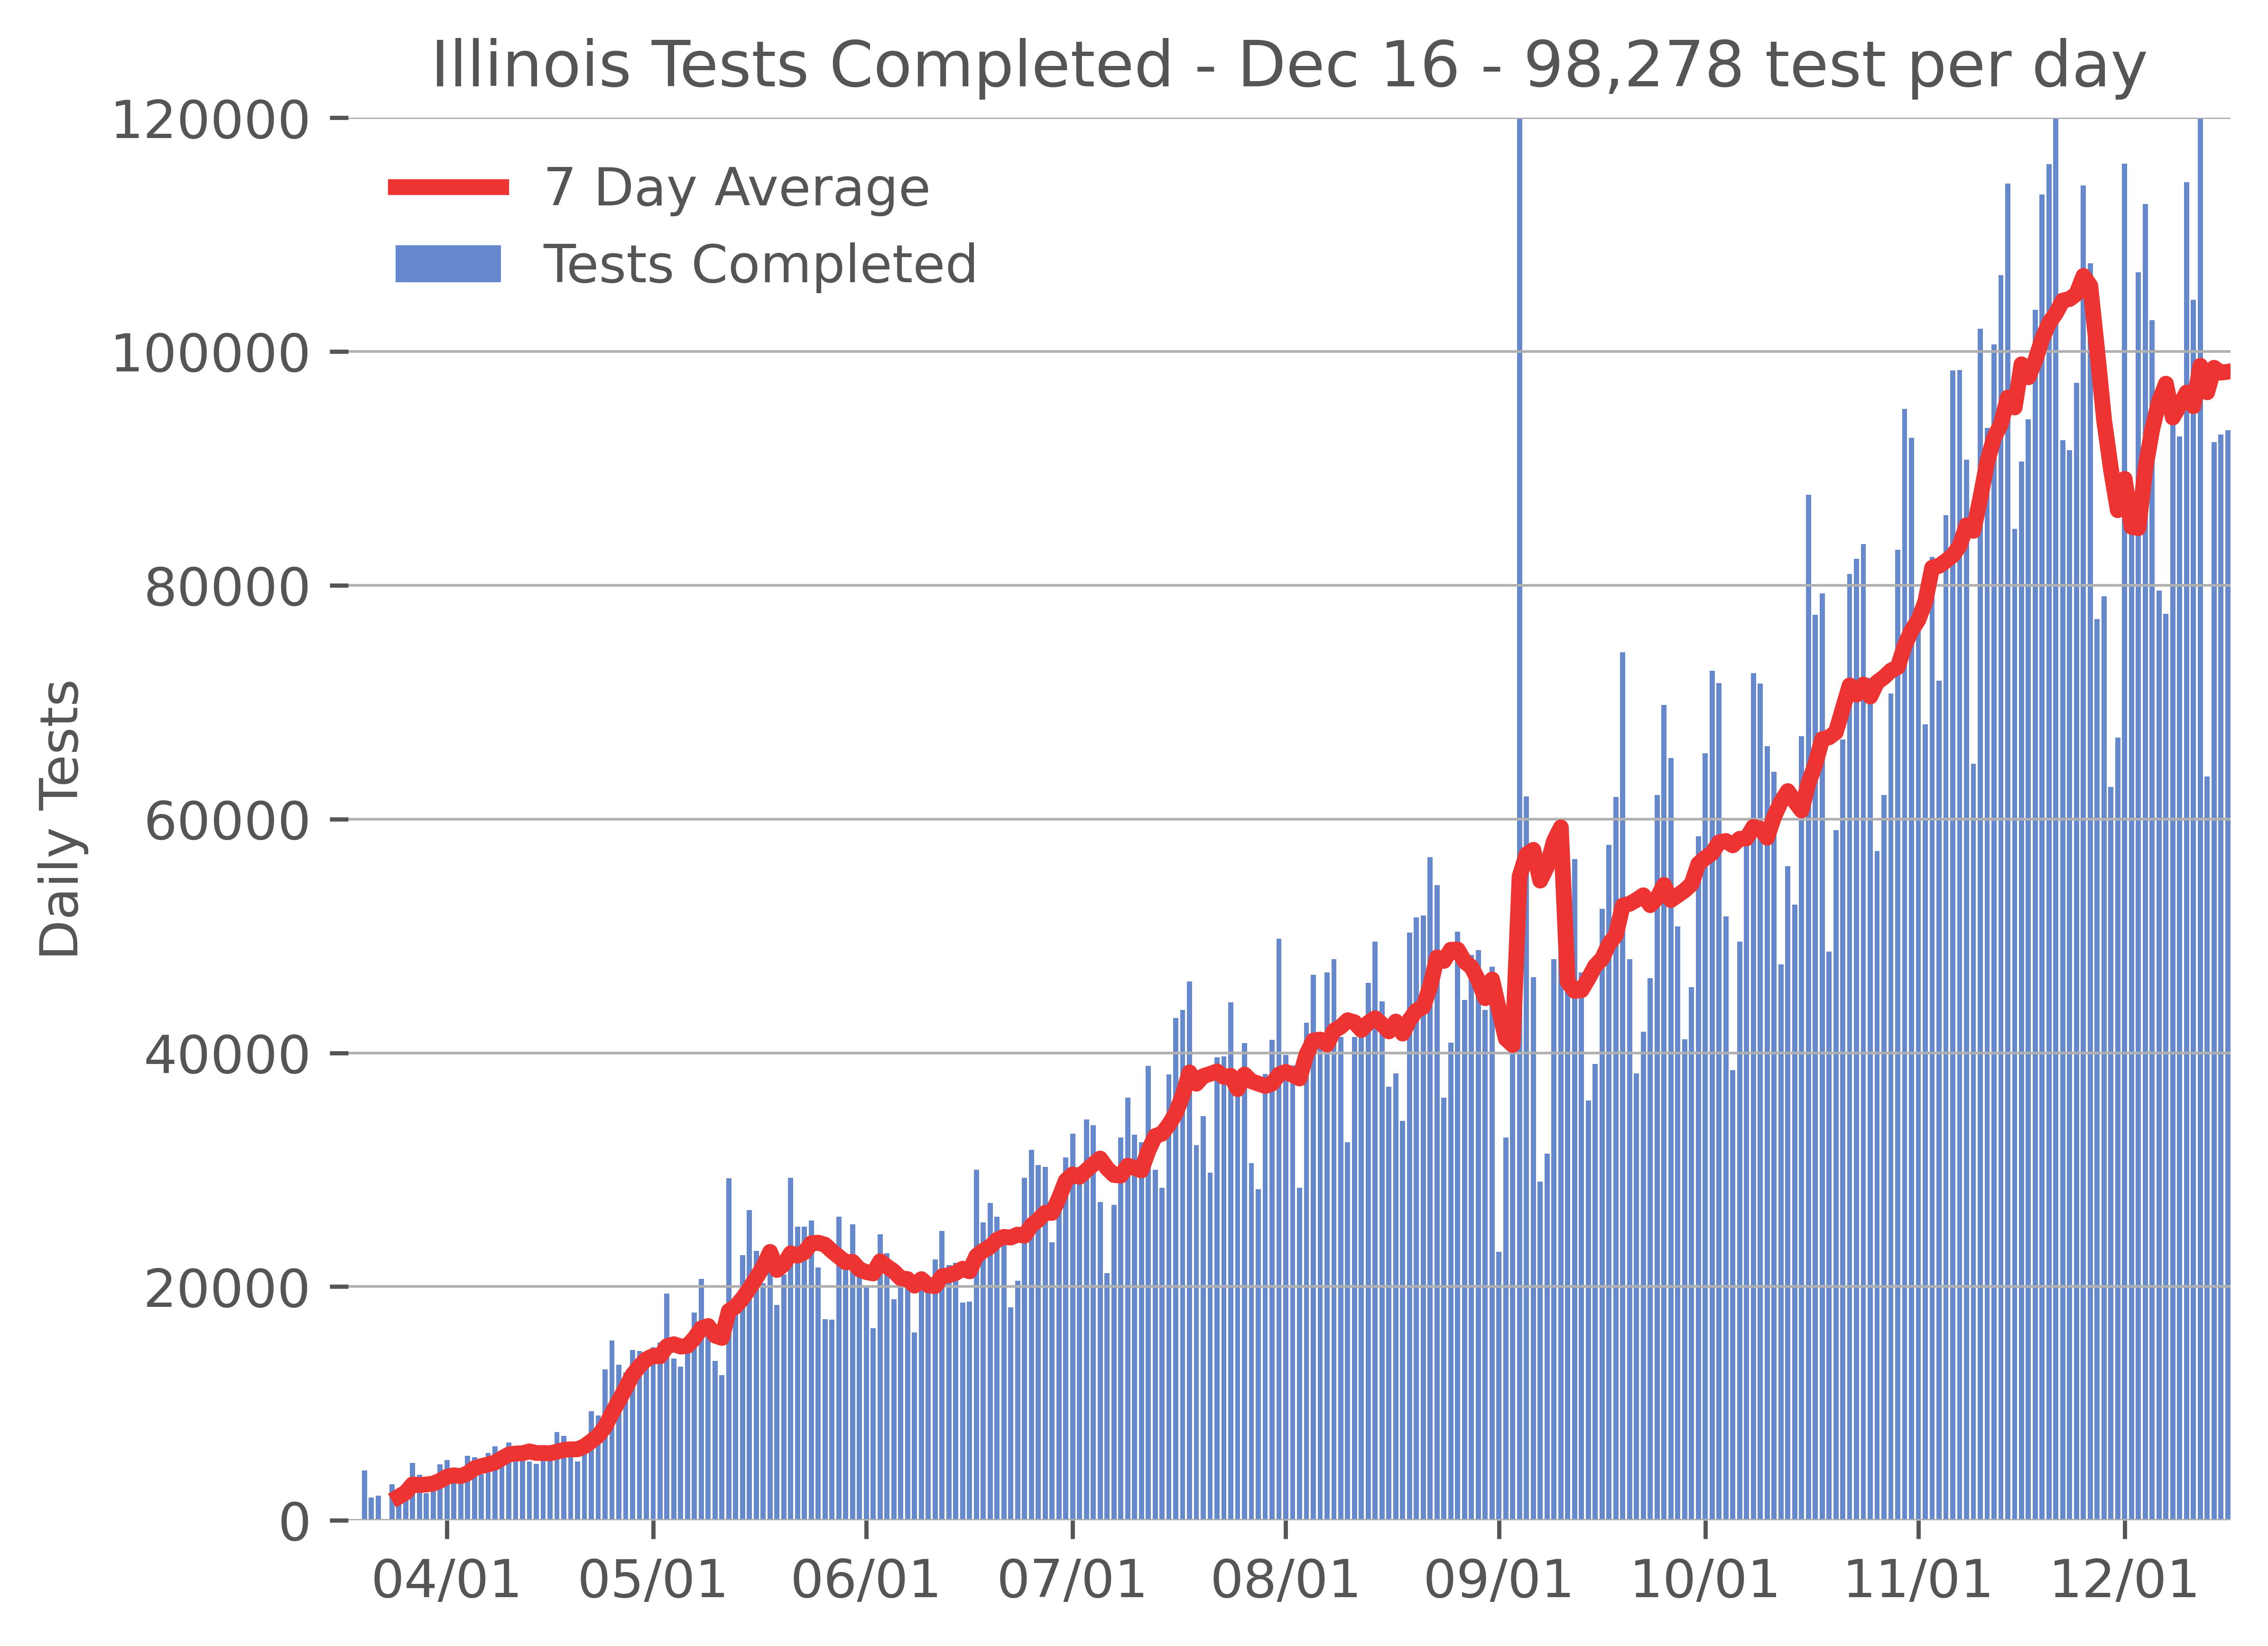 Illinois Tests Completed - Dec 16 - 98,278 test per day
120000
7 Day Average
Tests Completed
100000
80000
60000
40000
20000
0
Daily Tests
04/01 05/01 06/01 07/01 08/01 09/01 10/01 11/01 12/01